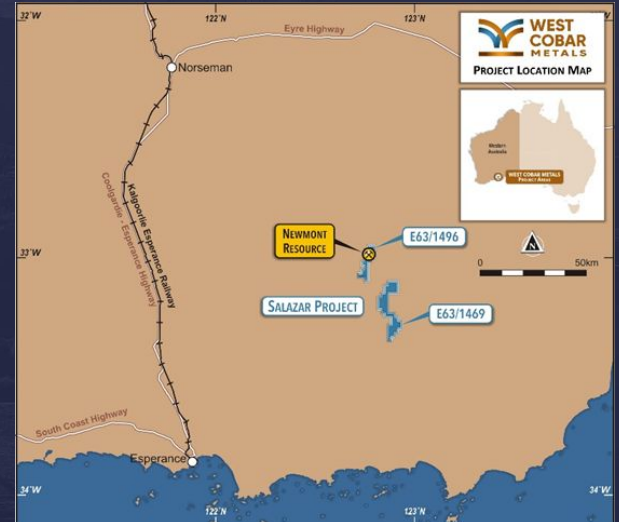 32°W
122°N
123°N
Eyre Highway
Norseman
WEST
COBAR
METALS
PROJECT LOCATION MAP
Western
Australia
WEST COBAR METALS
PROJECT AREAS
Coolgardie - Esperance Highway
Kalgoorlie Esperance Railway
33°W
NEWMONT
RESOURCE
E63/1496
N
0
50km
SALAZAR PROJECT
E63/1469
South Coast Highway
Esperance
34°W
122°N
123°N
34°W